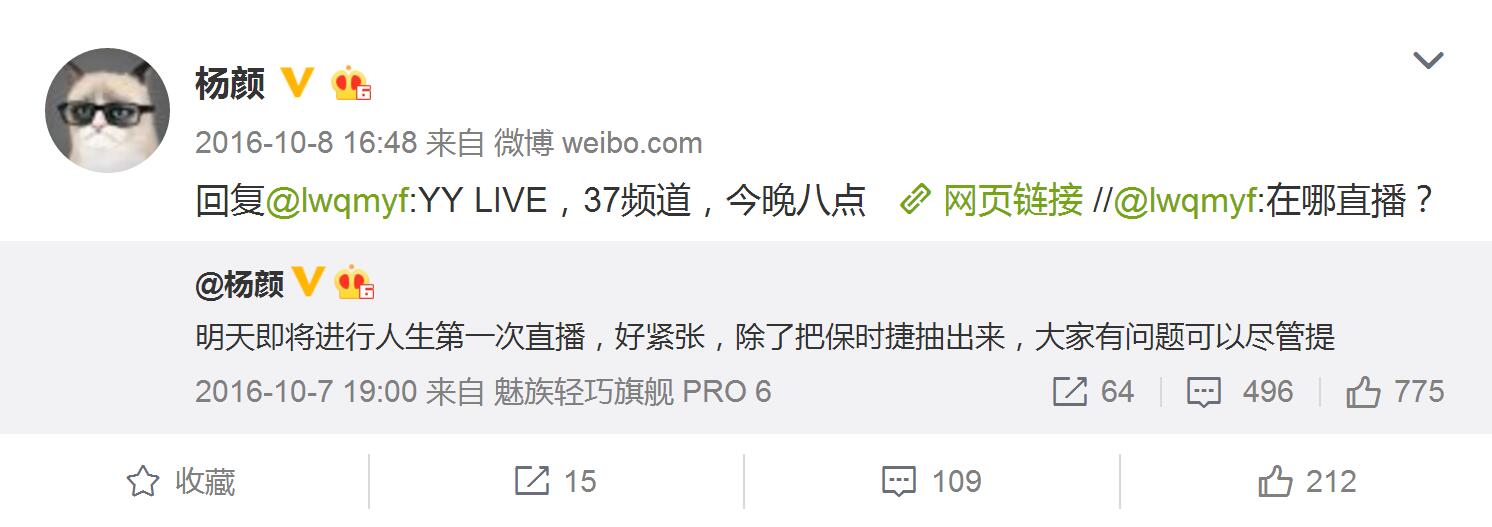 杨颜
2016-10-8 16:48 来自 微博 weibo.com
回复@lwqmyf:YY LIVE，37频道，今晚八点 网页链接 //@lwqmyf:在哪直播？
@杨颜
明天即将进行人生第一次直播，好紧张，除了把保时捷抽出来，大家有问题可以尽管提
2016-10-7 19:00 来自 魅族轻巧旗舰 PRO 6
64 496 775
收藏 15 109 212